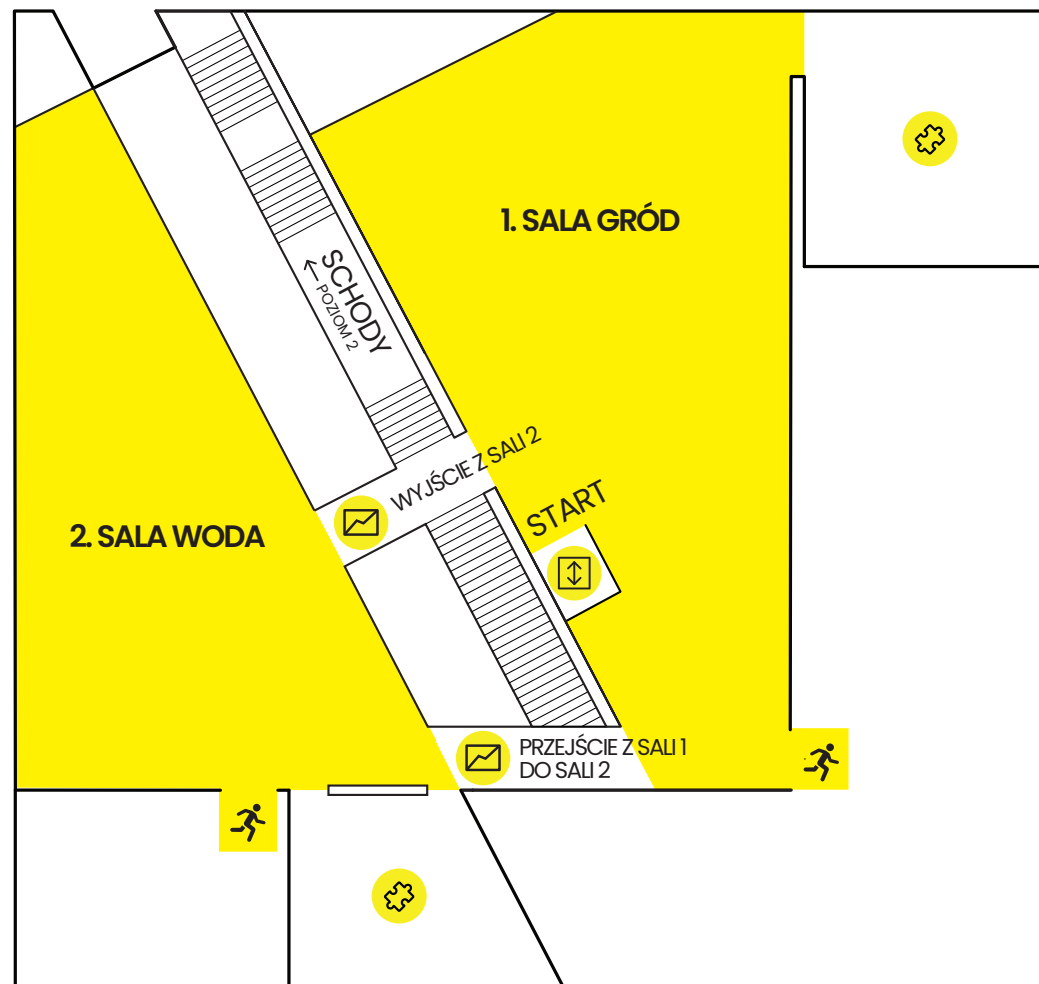 1. SALA GRÓD
SCHODY
POZIOM 2
WYJŚCIE Z SALI 2
START
2. SALA WODA
PRZEJŚCIE Z SALI 1
DO SALI 2